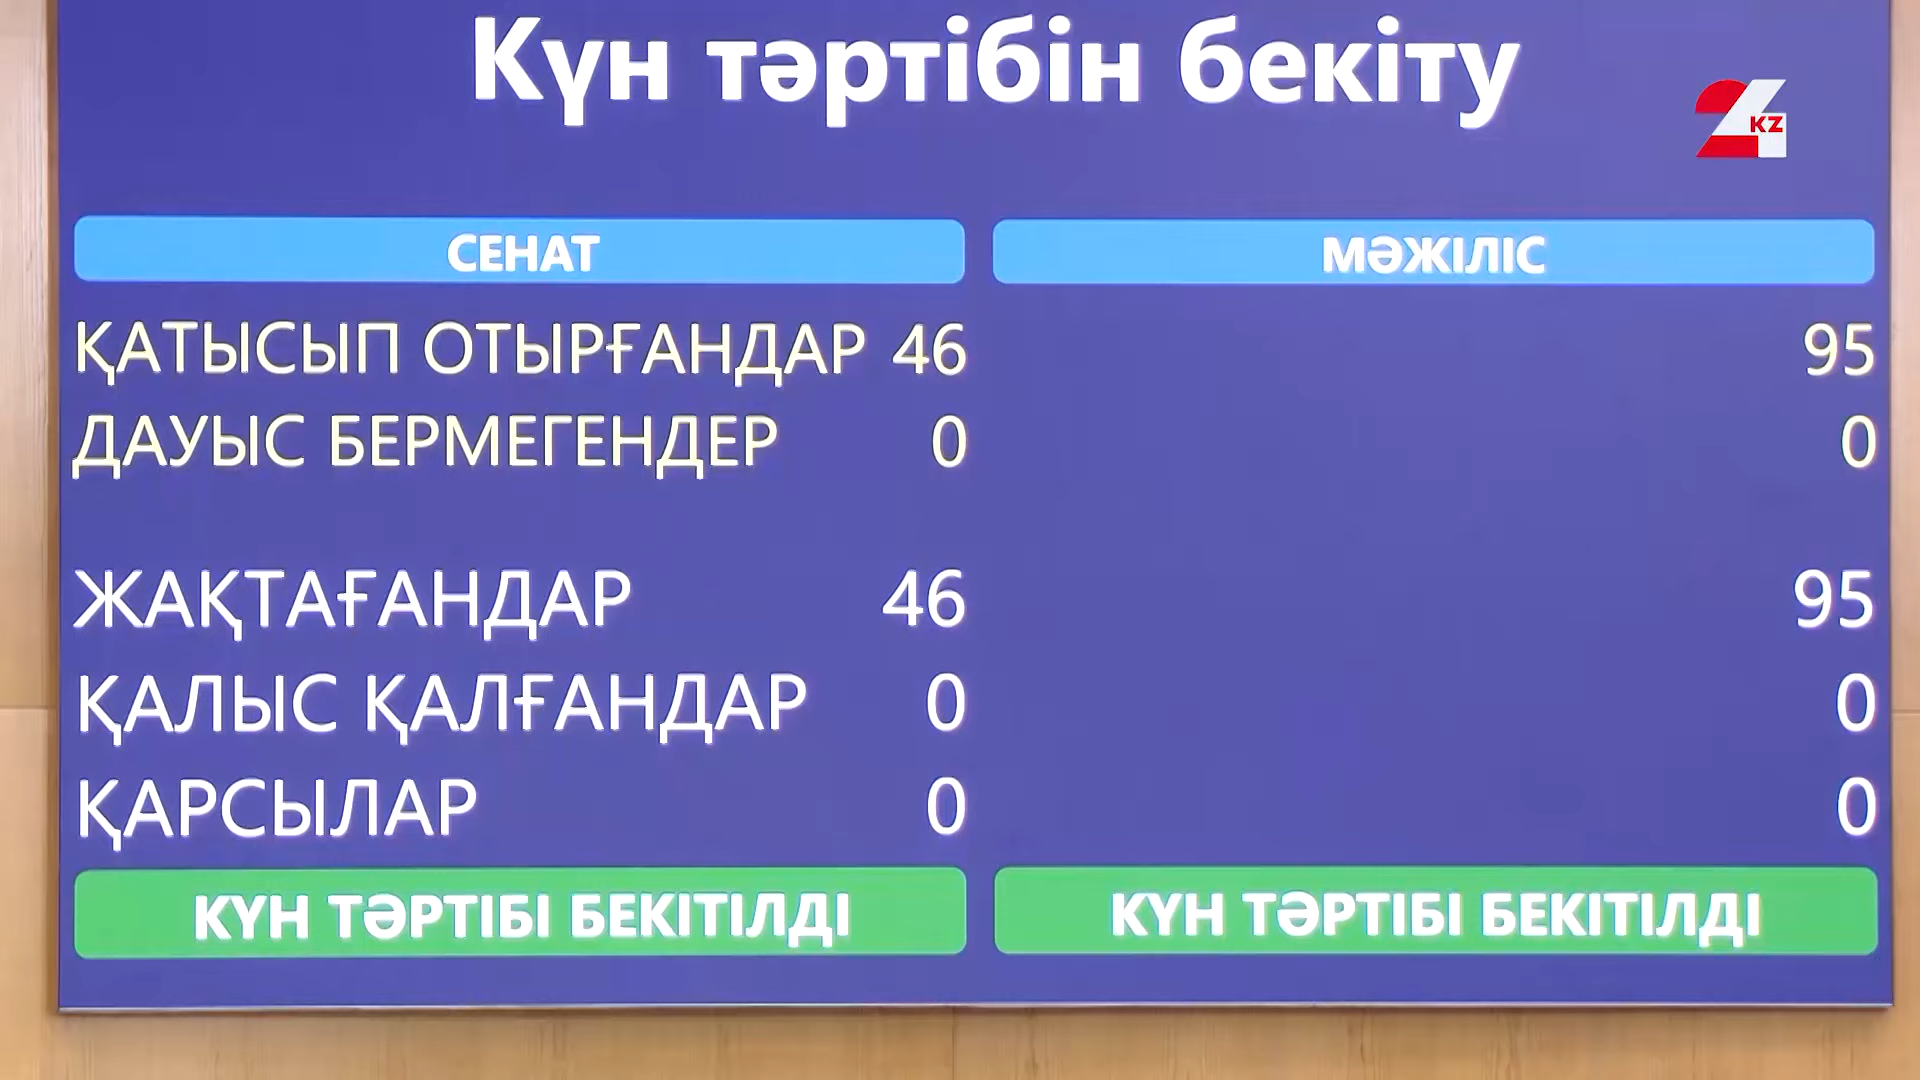 Күн тәртібін бекіту
24 KZ
СЕНАТ МӘЖІЛІС
ҚАТЫСЫП ОТЫРҒАНДАР 46 95
ДАУЫС БЕРМЕГЕНДЕР 0 0
ЖАҚТАҒАНДАР 46 95
ҚАЛЫС ҚАЛҒАНДАР 0 0
ҚАРСЫЛАР 0 0
КҮН ТӘРТІБІ БЕКІТІЛДІ КҮН ТӘРТІБІ БЕКІТІЛДІ